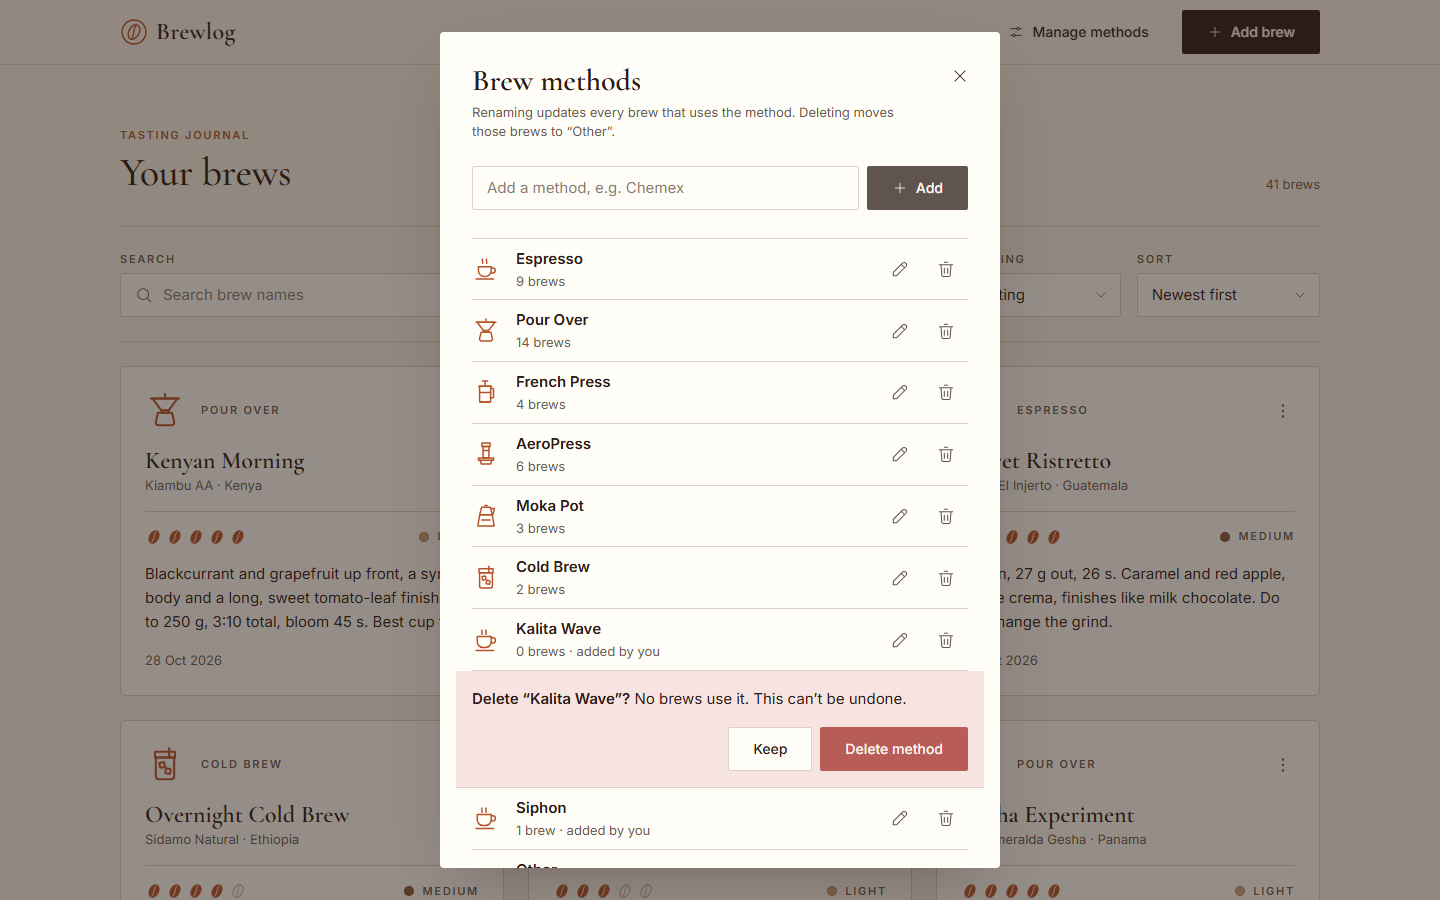 Brewlog
Manage methods
Add brew
TASTING JOURNAL
Your brews
41 brews
SEARCH
Search brew names
SORT
Newest first
Brew methods
Renaming updates every brew that uses the method. Deleting moves
those brews to “Other”.
Add a method, e.g. Chemex
Add
Espresso
9 brews
Pour Over
14 brews
French Press
4 brews
AeroPress
6 brews
Moka Pot
3 brews
Cold Brew
2 brews
Kalita Wave
0 brews · added by you
Delete “Kalita Wave”? No brews use it. This can’t be undone.
Keep
Delete method
Siphon
1 brew · added by you
Other
POUR OVER
Kenyan Morning
Kiambu AA · Kenya
Blackcurrant and grapefruit up front, a
body and a long, sweet tomato-leaf finish
to 250 g, 3:10 total, bloom 45 s. Best cup
28 Oct 2026
ESPRESSO
Ristretto
El Injerto · Guatemala
MEDIUM
27 g out, 26 s. Caramel and red apple,
crema, finishes like milk chocolate. Do
the grind.
2026
COLD BREW
Overnight Cold Brew
Sidamo Natural · Ethiopia
MEDIUM
LIGHT
POUR OVER
Experiment
Gesha · Panama
LIGHT